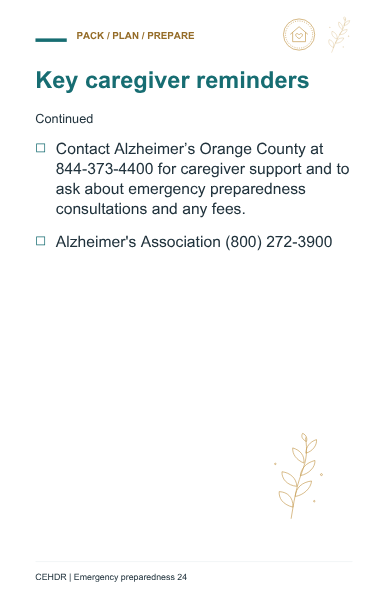 PACK / PLAN / PREPARE
Key caregiver reminders
Continued
Contact Alzheimer’s Orange County at
844-373-4400 for caregiver support and to
ask about emergency preparedness
consultations and any fees.
Alzheimer's Association (800) 272-3900
CEHDR | Emergency preparedness 24